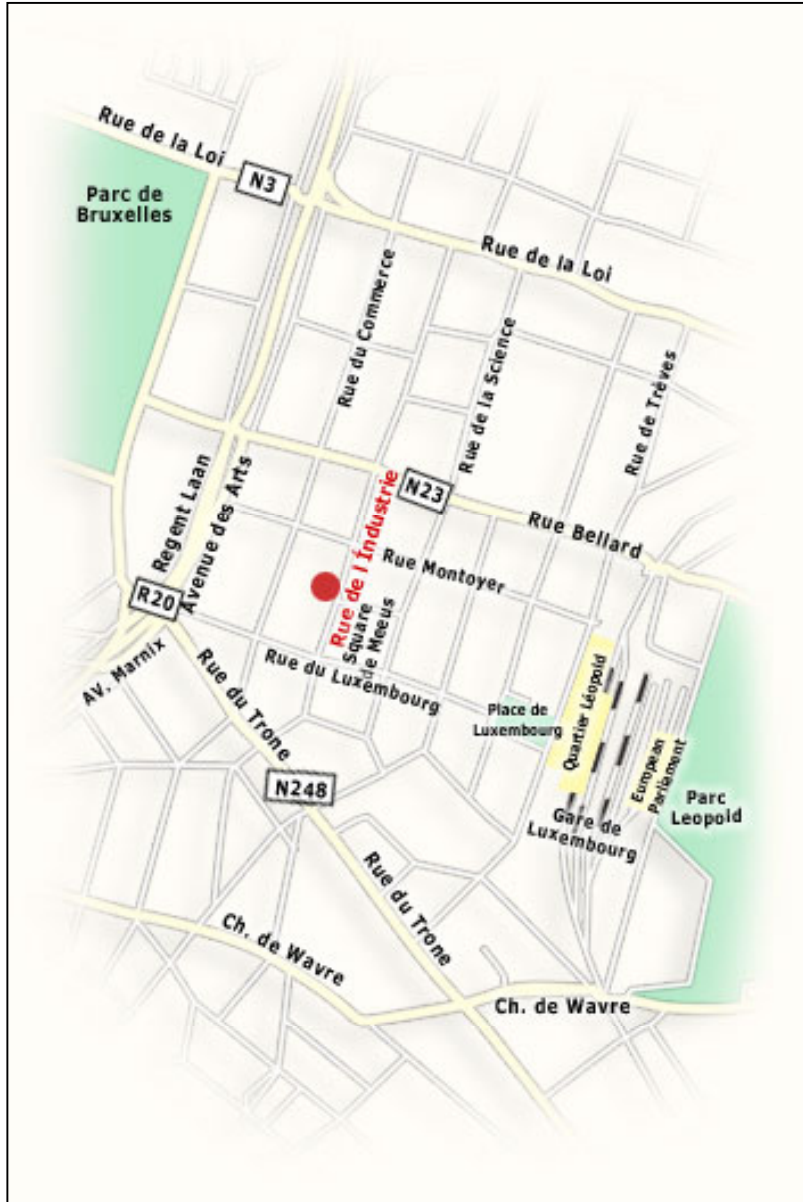 Rue de la Loi
N3
Parc de
Bruxelles
Rue de la Loi
Rue du Commerce
Rue de la Science
Rue de Trèves
Regent Laan
Avenue des Arts
Rue de l Índustrie
N23
Rue Bellard
Rue Montoyer
R20
Square
de Meeus
AV, Marnix
Rue du Trone
Rue du Luxembourg
Place de
Luxembourg
Quartier Léopold
European
Parliament
Parc
Leopold
N248
Gare de
Luxembourg
Rue du Trone
Ch. de Wavre
Ch. de Wavre